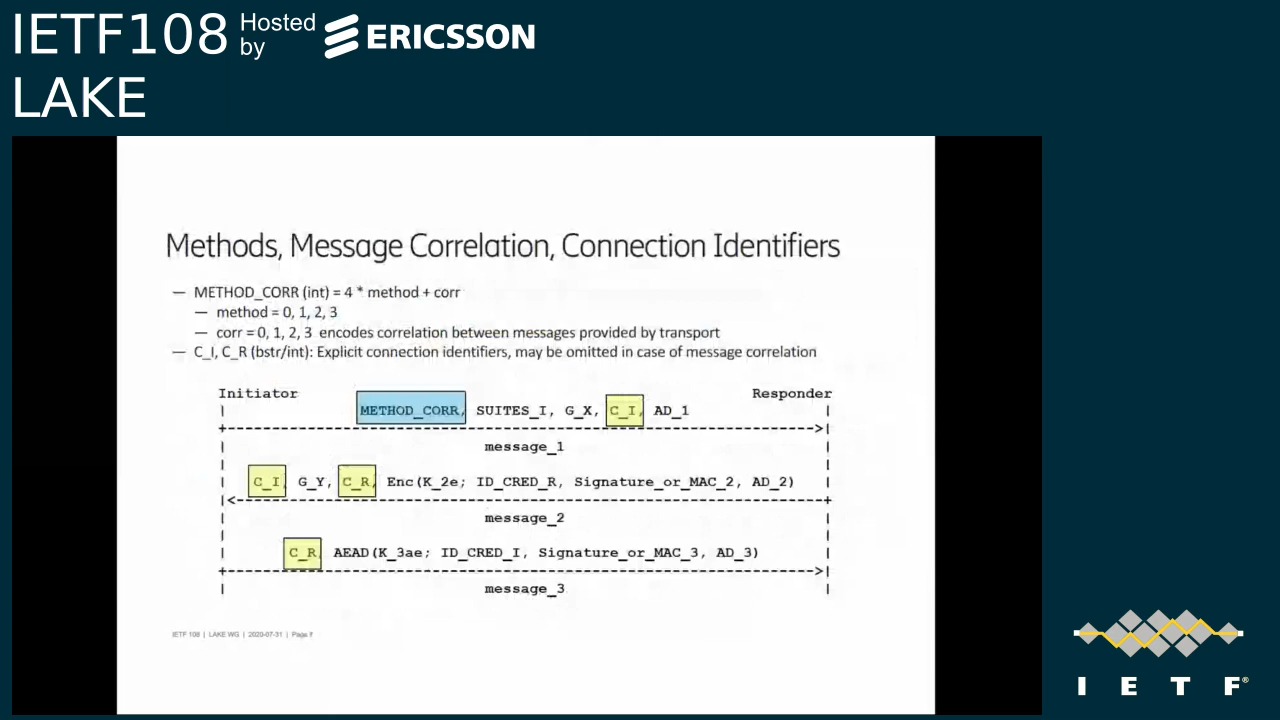 IETF108 Hosted by ERICSSON
LAKE
Methods, Message Correlation, Connection Identifiers
— METHOD_CORR (int) = 4 * method + corr
— method = 0, 1, 2, 3
— corr = 0, 1, 2, 3 encodes correlation between messages provided by transport
— C_I, C_R (bstr/int): Explicit connection identifiers, may be omitted in case of message correlation
Initiator Responder
METHOD_CORR, SUITES_I, G_X, C_I, AD_1
message_1
C_I, G_Y, C_R, Enc(K_2e; ID_CRED_R, Signature_or_MAC_2, AD_2)
message_2
C_R, AEAD(K_3ae; ID_CRED_I, Signature_or_MAC_3, AD_3)
message_3
IETF 108 | LAKE WG | 2020-07-31 | Page 7
I E T F®